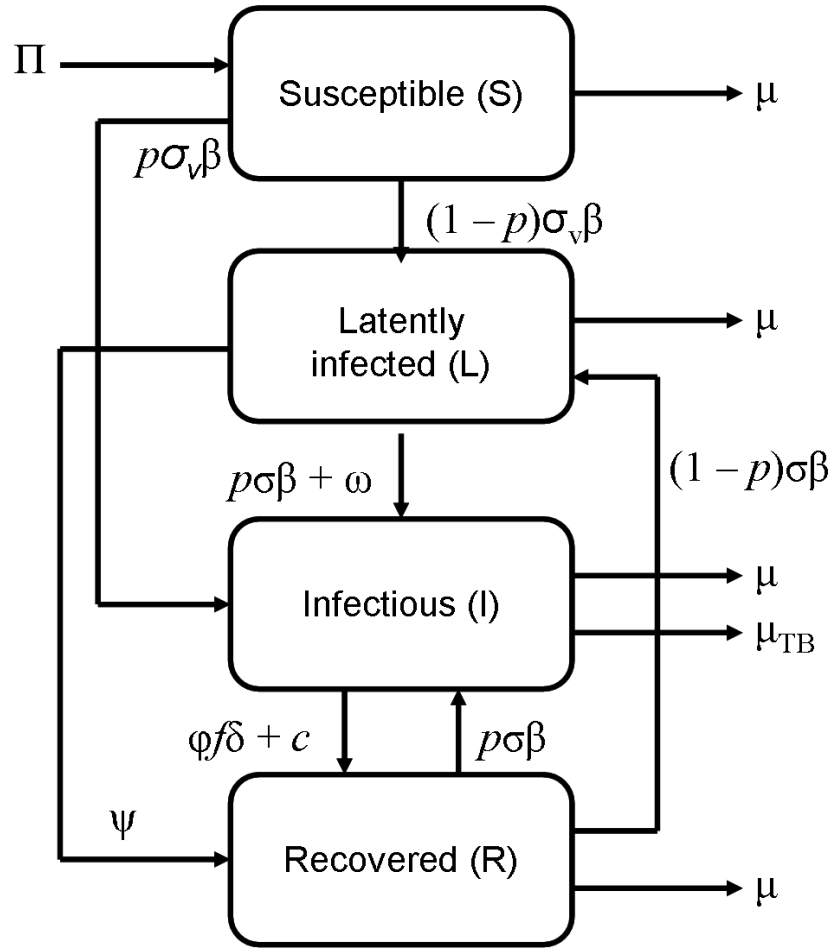 Π
Susceptible (S)
μ
pσᵥβ
(1 – p)σᵥβ
Latently
infected (L)
μ
pσβ + ω
(1 – p)σβ
Infectious (I)
μ
μTB
φfδ + c
pσβ
ψ
Recovered (R)
μ